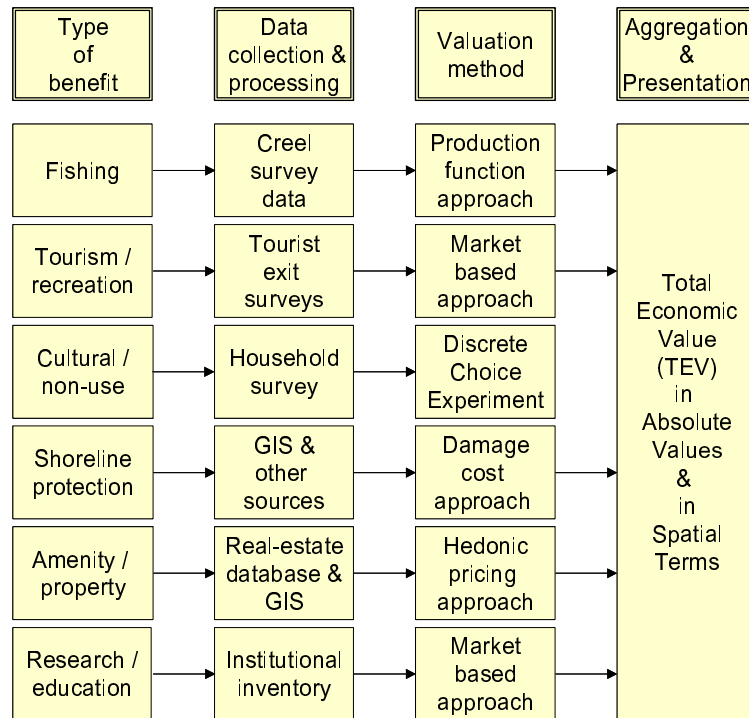 Type
of
benefit
Data
collection &
processing
Valuation
method
Aggregation
&
Presentation
Fishing
Creel
survey
data
Production
function
approach
Tourism /
recreation
Tourist
exit
surveys
Market
based
approach
Cultural /
non-use
Household
survey
Discrete
Choice
Experiment
Shoreline
protection
GIS &
other
sources
Damage
cost
approach
Amenity /
property
Real-estate
database &
GIS
Hedonic
pricing
approach
Research /
education
Institutional
inventory
Market
based
approach
Total
Economic
Value
(TEV)
in
Absolute
Values
&
in
Spatial
Terms